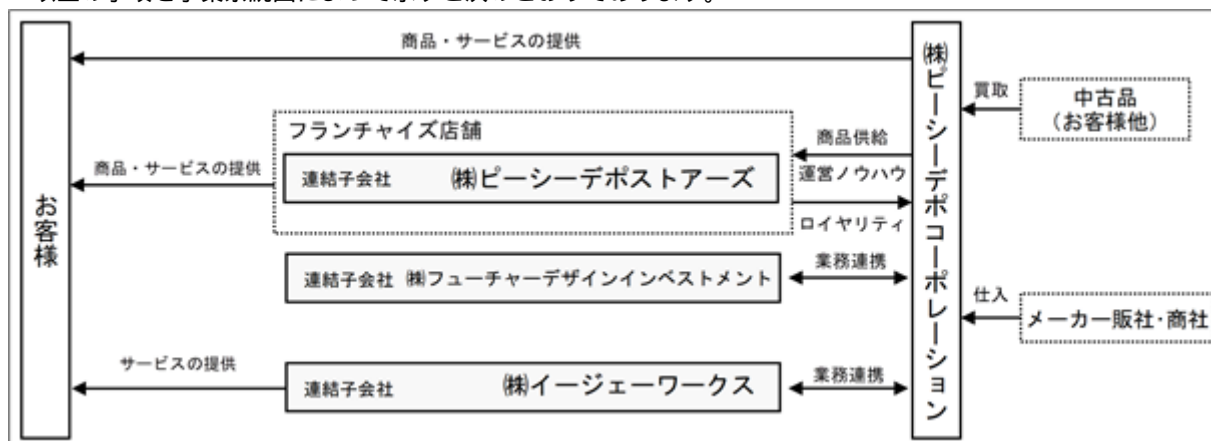 商品・サービスの提供
お客様
㈱ピーシーデポコーポレーション
買取
中古品
(お客様他)
フランチャイズ店舗
商品供給
商品・サービスの提供
連結子会社 ㈱ピーシーデポストアーズ
運営ノウハウ
ロイヤリティ
連結子会社 ㈱フューチャーデザインインベストメント
業務連携
仕入
メーカー販社・商社
サービスの提供
連結子会社 ㈱イージェーワークス
業務連携